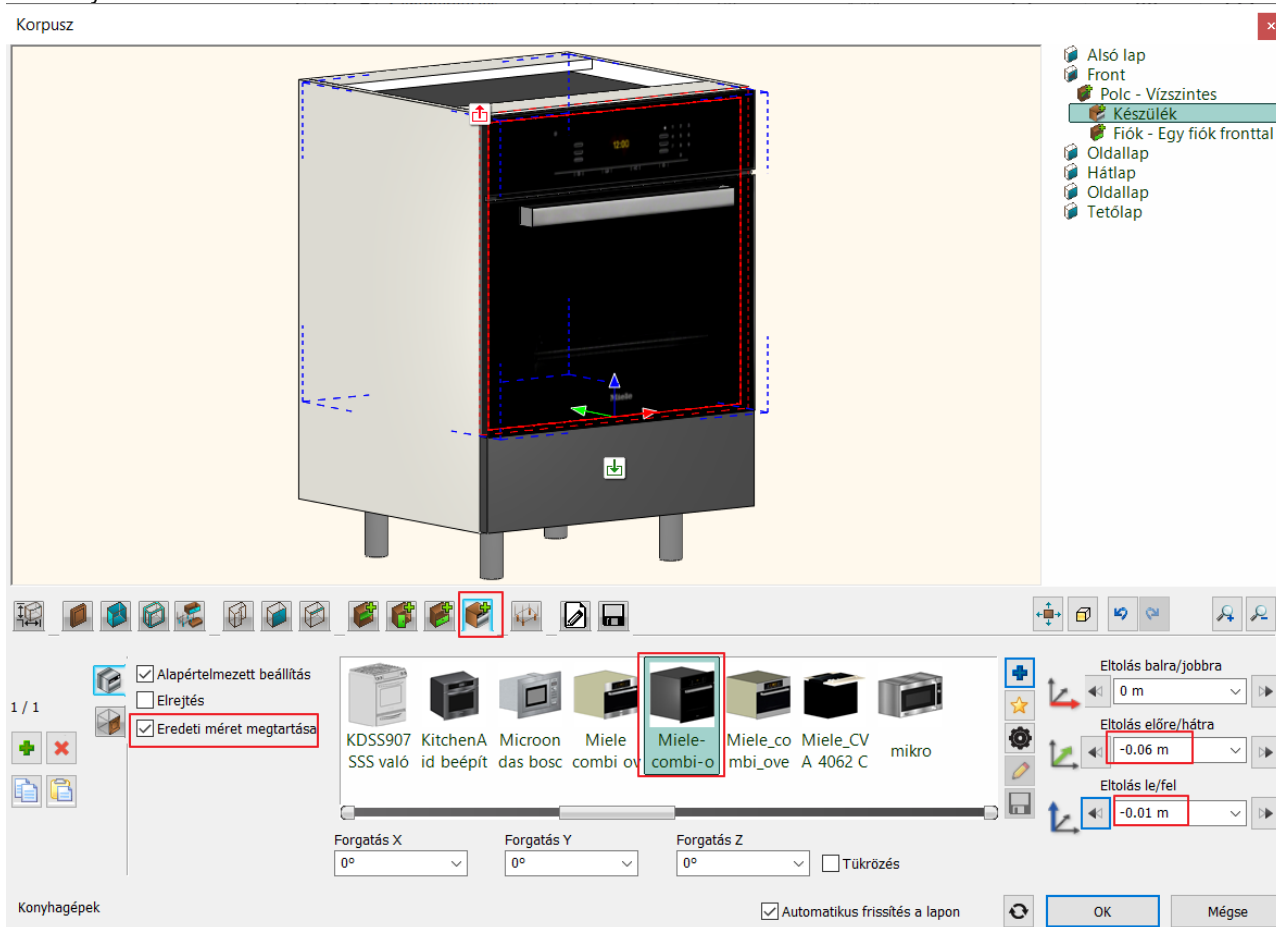 Korpusz
Alsó lap
Front
Polc - Vízszintes
Készülék
Fiók - Egy fiók fronttal
Oldallap
Hátlap
Oldallap
Tetőlap
12:00
Miele
1 / 1
Alapértelmezett beállítás
Elrejtés
Eredeti méret megtartása
KDSS907
SSS való
KitchenA
id beépít
Microon
das bosc
Miele
combi ov
Miele-
combi-o
Miele_co
mbi_ove
Miele_CV
A 4062 C
mikro
Eltolás balra/jobbra
0 m
Eltolás előre/hátra
-0.06 m
Eltolás le/fel
-0.01 m
Forgatás X
Forgatás Y
Forgatás Z
0°
0°
0°
Tükrözés
Konyhagépek
Automatikus frissítés a lapon
OK
Mégse